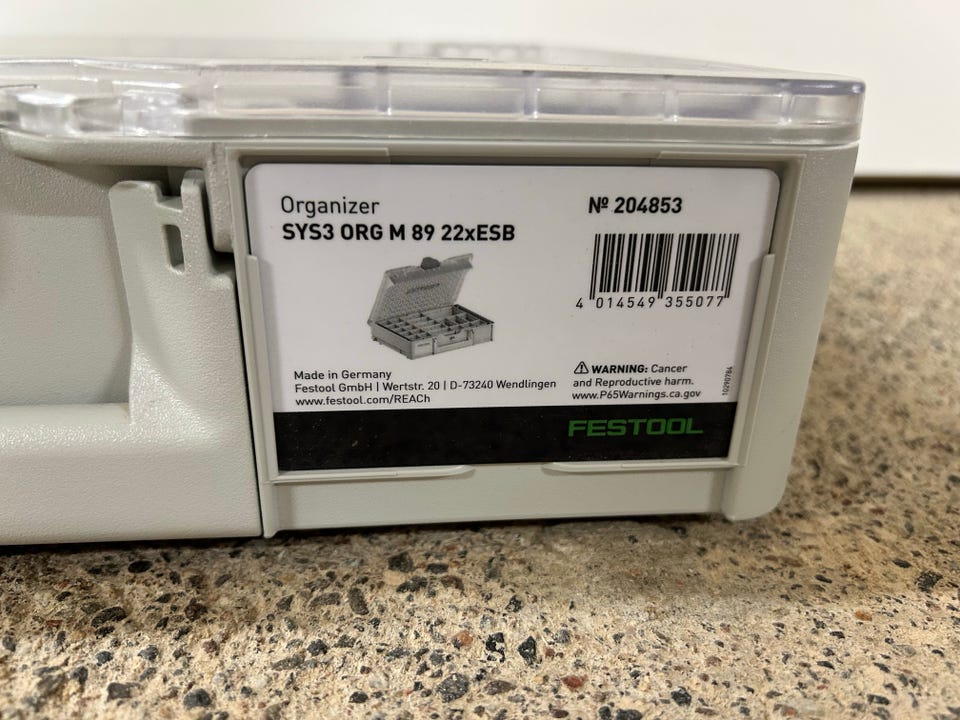 Organizer
SYS3 ORG M 89 22xESB
Nº 204853
4 014549 355077
Made in Germany
Festool GmbH | Wertstr. 20 | D-73240 Wendlingen
www.festool.com/REACh
⚠ WARNING: Cancer
and Reproductive harm.
www.P65Warnings.ca.gov
10290784
FESTOOL